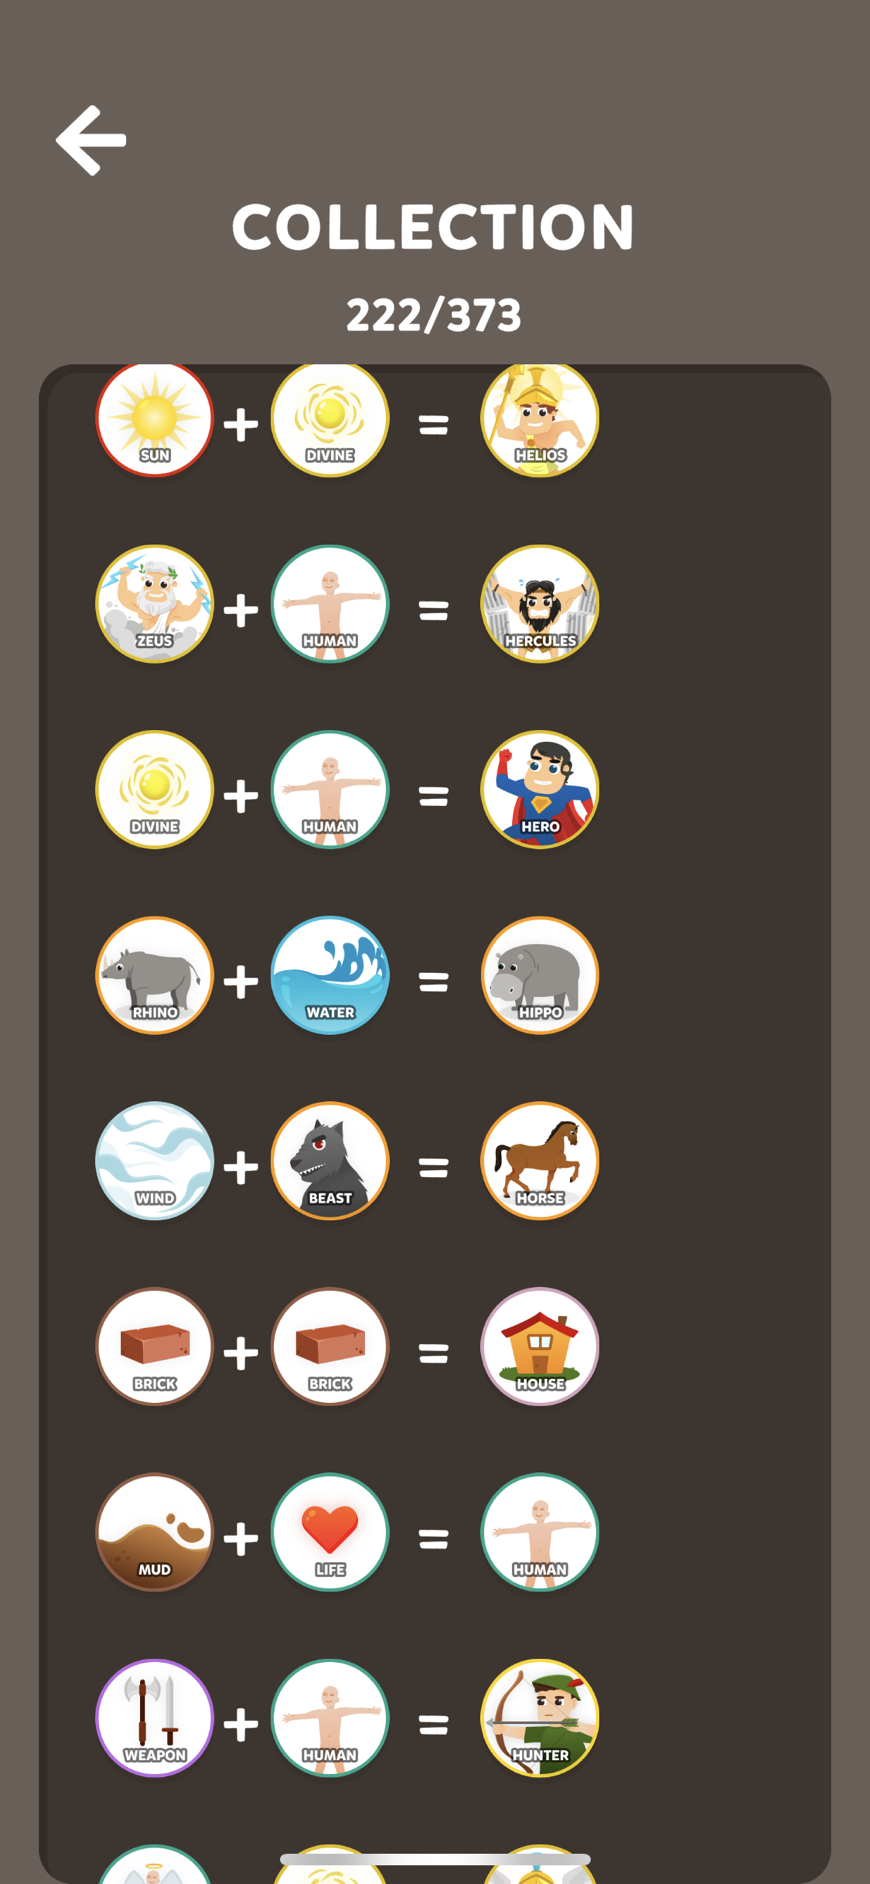 COLLECTION
222/373
SUN + DIVINE = HELIOS
ZEUS + HUMAN = HERCULES
DIVINE + HUMAN = HERO
RHINO + WATER = HIPPO
WIND + BEAST = HORSE
BRICK + BRICK = HOUSE
MUD + LIFE = HUMAN
WEAPON + HUMAN = HUNTER